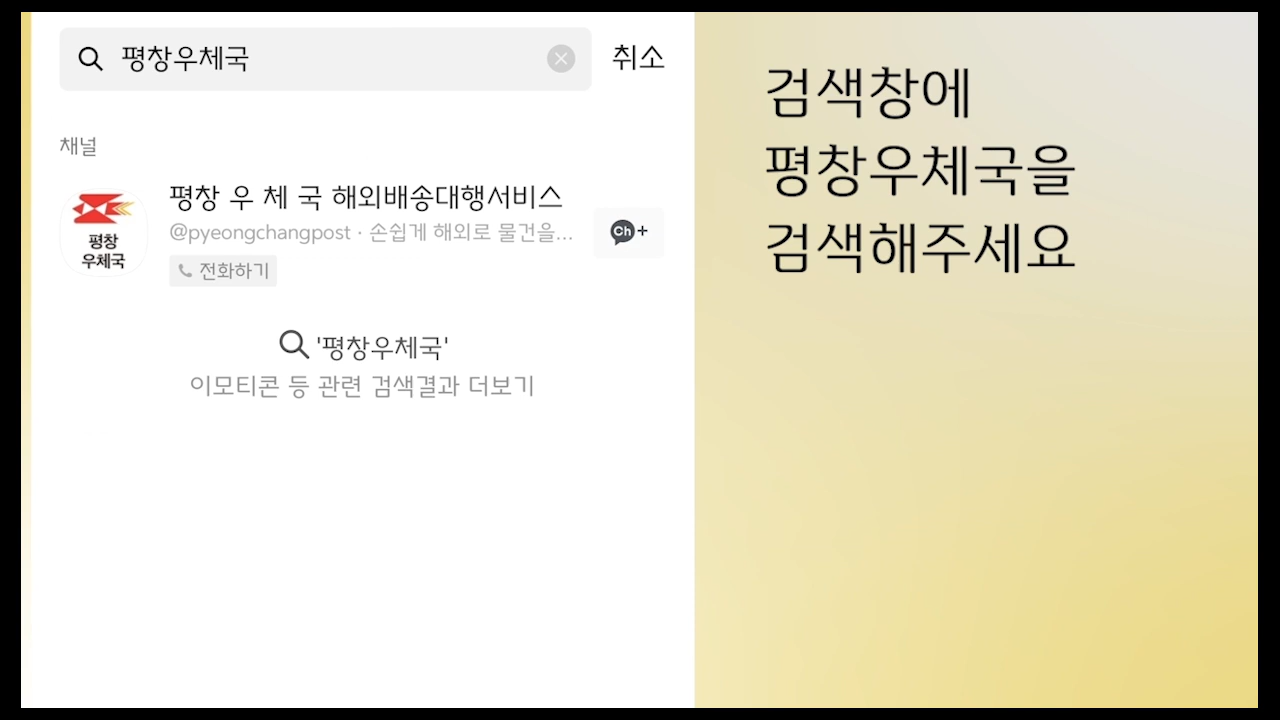 평창우체국
취소
채널
평창
우체국
평창 우 체 국 해외배송대행서비스
@pyeongchangpost · 손쉽게 해외로 물건을...
전화하기
Ch+
'평창우체국'
이모티콘 등 관련 검색결과 더보기
검색창에
평창우체국을
검색해주세요